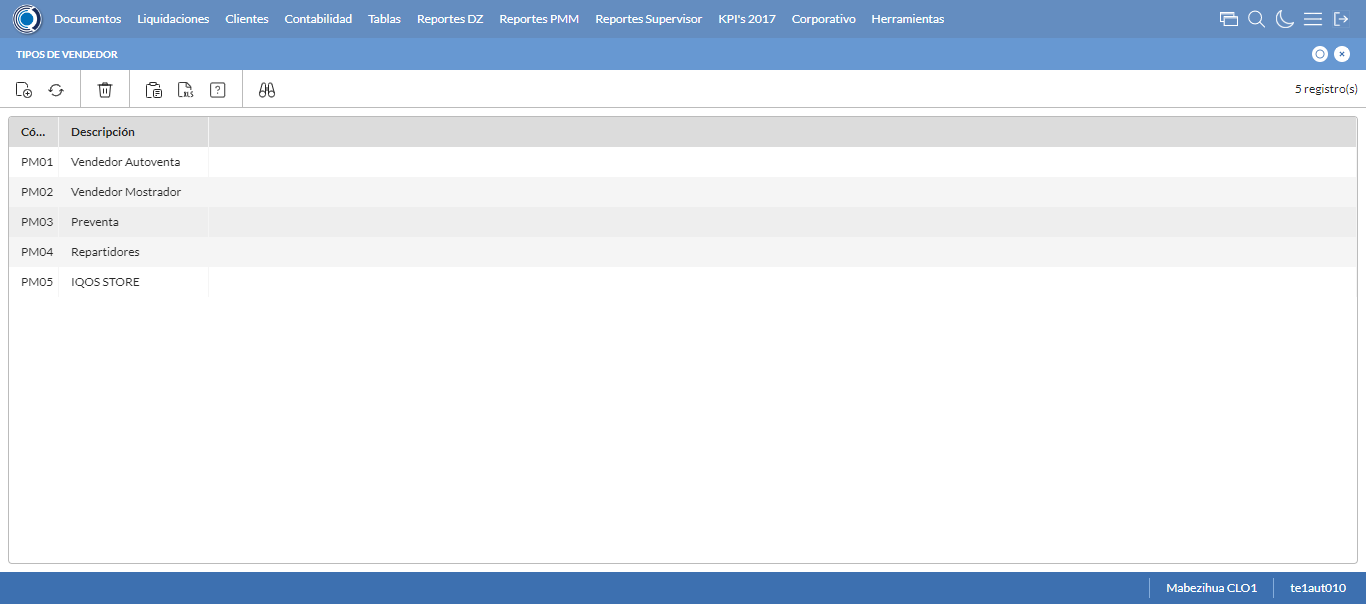 Documentos Liquidaciones Clientes Contabilidad Tablas Reportes DZ Reportes PMM Reportes Supervisor KPI's 2017 Corporativo Herramientas
TIPOS DE VENDEDOR
XLS ? 5 registro(s)
Có... Descripción
PM01 Vendedor Autoventa
PM02 Vendedor Mostrador
PM03 Preventa
PM04 Repartidores
PM05 IQOS STORE
Mabezihua CLO1 te1aut010